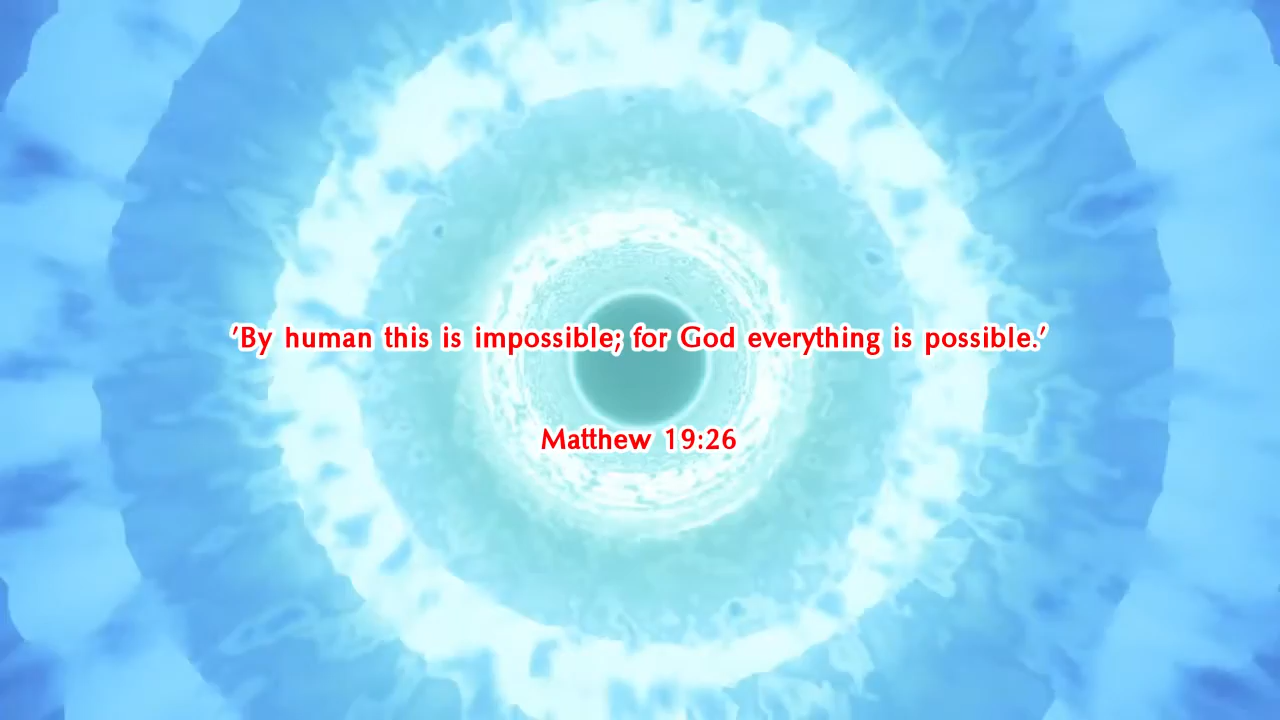 'By human this is impossible; for God everything is possible.'
Matthew 19:26